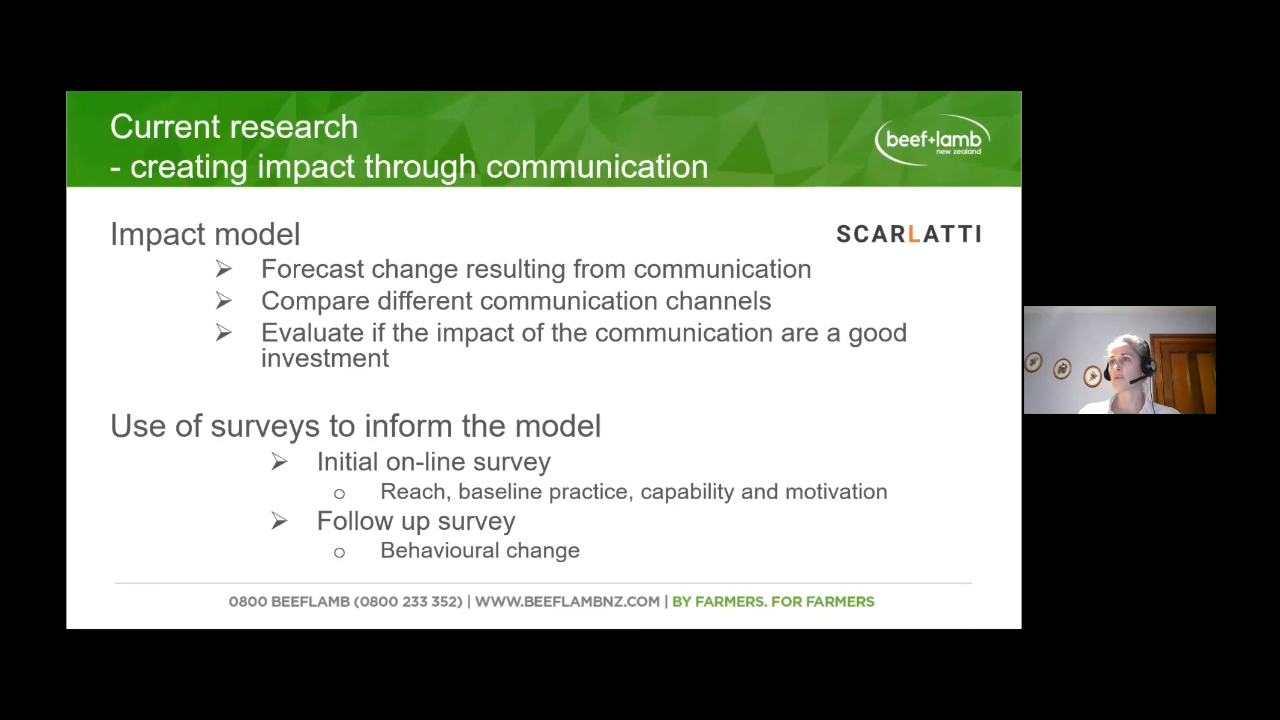 Current research
- creating impact through communication
beef+lamb
new zealand
Impact model
SCARLATTI
Forecast change resulting from communication
Compare different communication channels
Evaluate if the impact of the communication are a good
investment
Use of surveys to inform the model
Initial on-line survey
Reach, baseline practice, capability and motivation
Follow up survey
Behavioural change
0800 BEEFLAMB (0800 233 352) | WWW.BEEFLAMBNZ.COM | BY FARMERS. FOR FARMERS